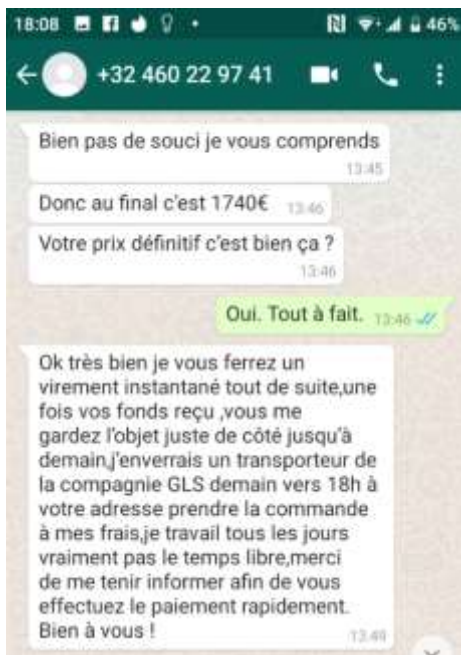 18:08 46%
+32 460 22 97 41
Bien pas de souci je vous comprends
13:45
Donc au final c'est 1740€ 13:46
Votre prix définitif c'est bien ça ?
13:46
Oui. Tout à fait. 13:46
Ok très bien je vous ferrez un
virement instantané tout de suite,une
fois vos fonds reçu ,vous me
gardez l'objet juste de côté jusqu'à
demain,j'enverrais un transporteur de
la compagnie GLS demain vers 18h à
votre adresse prendre la commande
à mes frais,je travail tous les jours
vraiment pas le temps libre,merci
de me tenir informer afin de vous
effectuez le paiement rapidement.
Bien à vous !
13:49